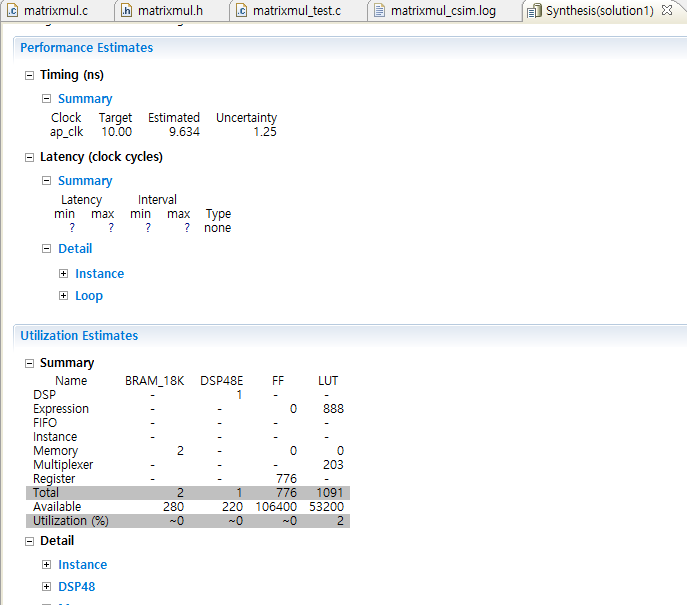 matrixmul.c matrixmul.h matrixmul_test.c matrixmul_csim.log Synthesis(solution1)
Performance Estimates
Timing (ns)
Summary
Clock Target Estimated Uncertainty
ap_clk 10.00 9.634 1.25
Latency (clock cycles)
Summary
Latency Interval
min max min max Type
? ? ? ? none
Detail
Instance
Loop
Utilization Estimates
Summary
Name BRAM_18K DSP48E FF LUT
DSP - 1 - -
Expression - - 0 888
FIFO - - - -
Instance - - - -
Memory 2 - 0 0
Multiplexer - - - 203
Register - - 776 -
Total 2 1 776 1091
Available 280 220 106400 53200
Utilization (%) ~0 ~0 ~0 2
Detail
Instance
DSP48